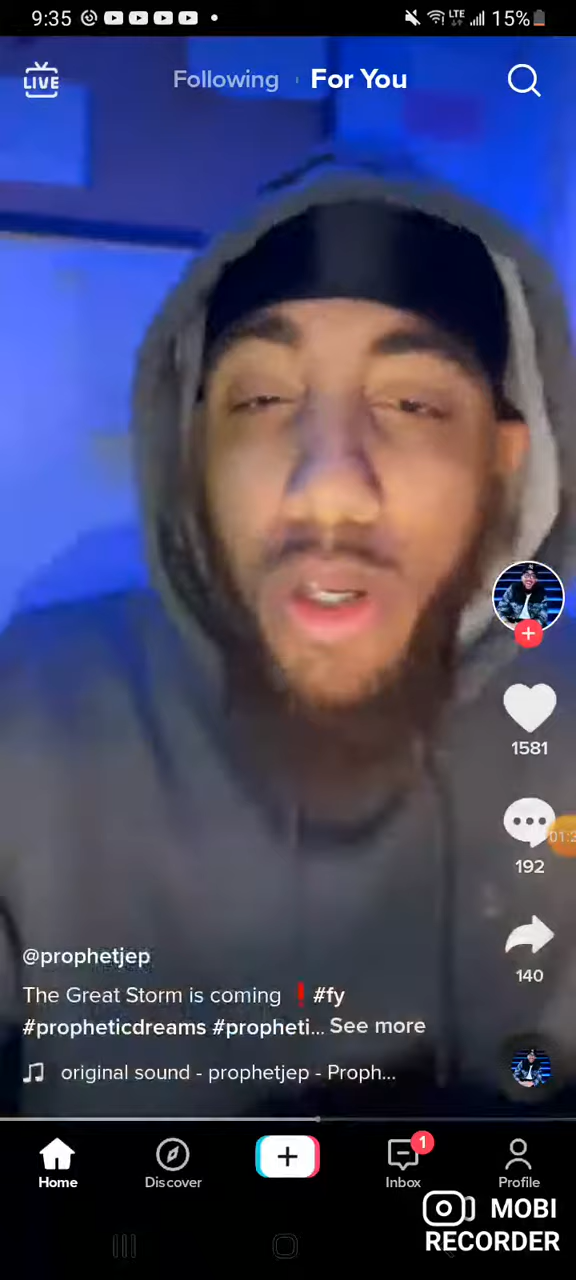 9:35 LTE 15%
LIVE Following For You
1581
192
140
@prophetjep
The Great Storm is coming ❗#fy
#propheticdreams #propheti... See more
original sound - prophetjep - Proph...
1
Home Discover Inbox Profile
MOBI
RECORDER